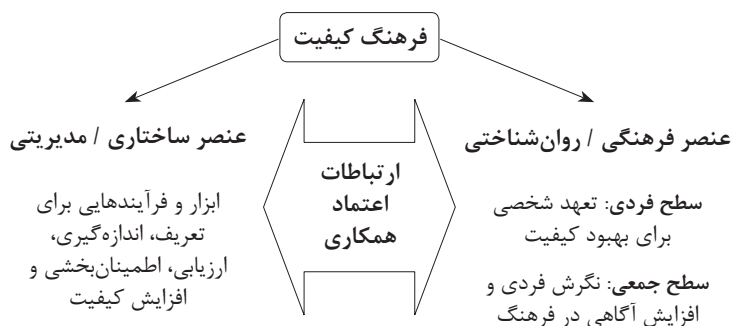 فرهنگ کیفیت
عنصر فرهنگی / روان‌شناختی
سطح فردی: تعهد شخصی
برای بهبود کیفیت
سطح جمعی: نگرش فردی و
افزایش آگاهی در فرهنگ
ارتباطات
اعتماد
همکاری
عنصر ساختاری / مدیریتی
ابزار و فرآیندهایی برای
تعریف، اندازه‌گیری،
ارزیابی، اطمینان‌بخشی و
افزایش کیفیت